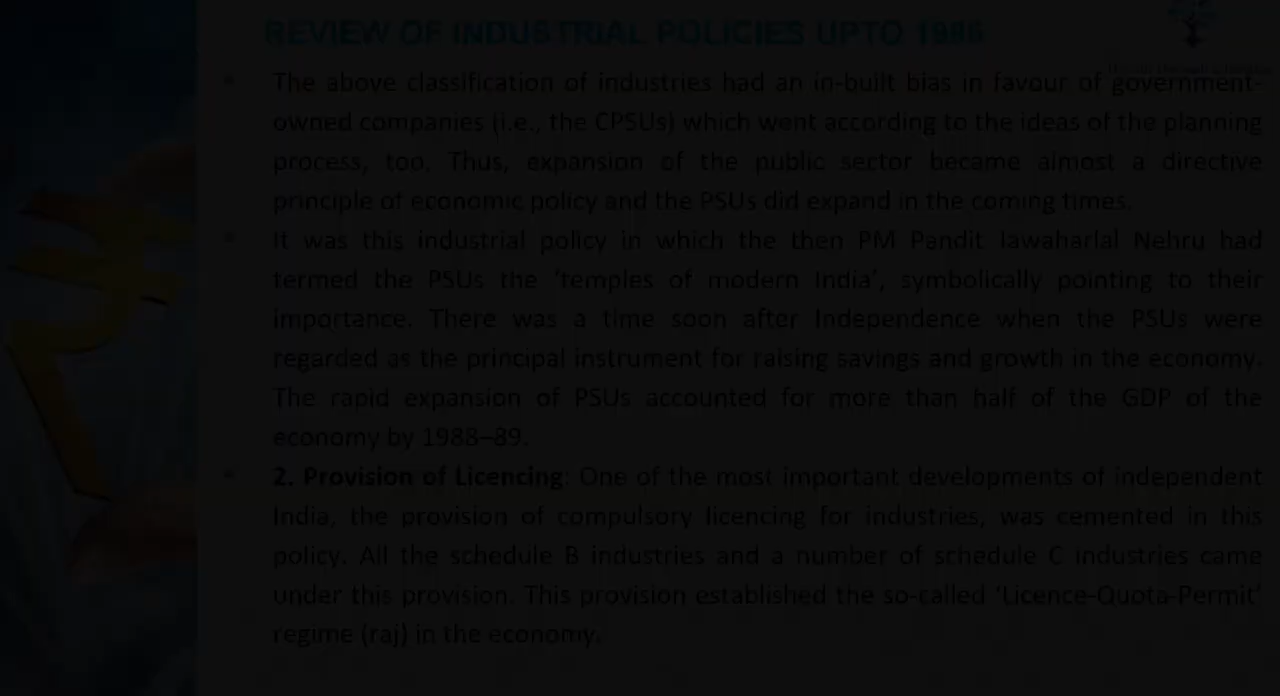 REVIEW OF INDUSTRIAL POLICIES UPTO 1986
The above classification of industries had an in-built bias in favour of government-
owned companies (i.e., the CPSUs) which went according to the ideas of the planning
process, too. Thus, expansion of the public sector became almost a directive
principle of economic policy and the PSUs did expand in the coming times.
It was this industrial policy in which the then PM Pandit Jawaharlal Nehru had
termed the PSUs the ‘temples of modern India’, symbolically pointing to their
importance. There was a time soon after Independence when the PSUs were
regarded as the principal instrument for raising savings and growth in the economy.
The rapid expansion of PSUs accounted for more than half of the GDP of the
economy by 1988–89.
2. Provision of Licencing: One of the most important developments of independent
India, the provision of compulsory licencing for industries, was cemented in this
policy. All the schedule B industries and a number of schedule C industries came
under this provision. This provision established the so-called ‘Licence-Quota-Permit’
regime (raj) in the economy.